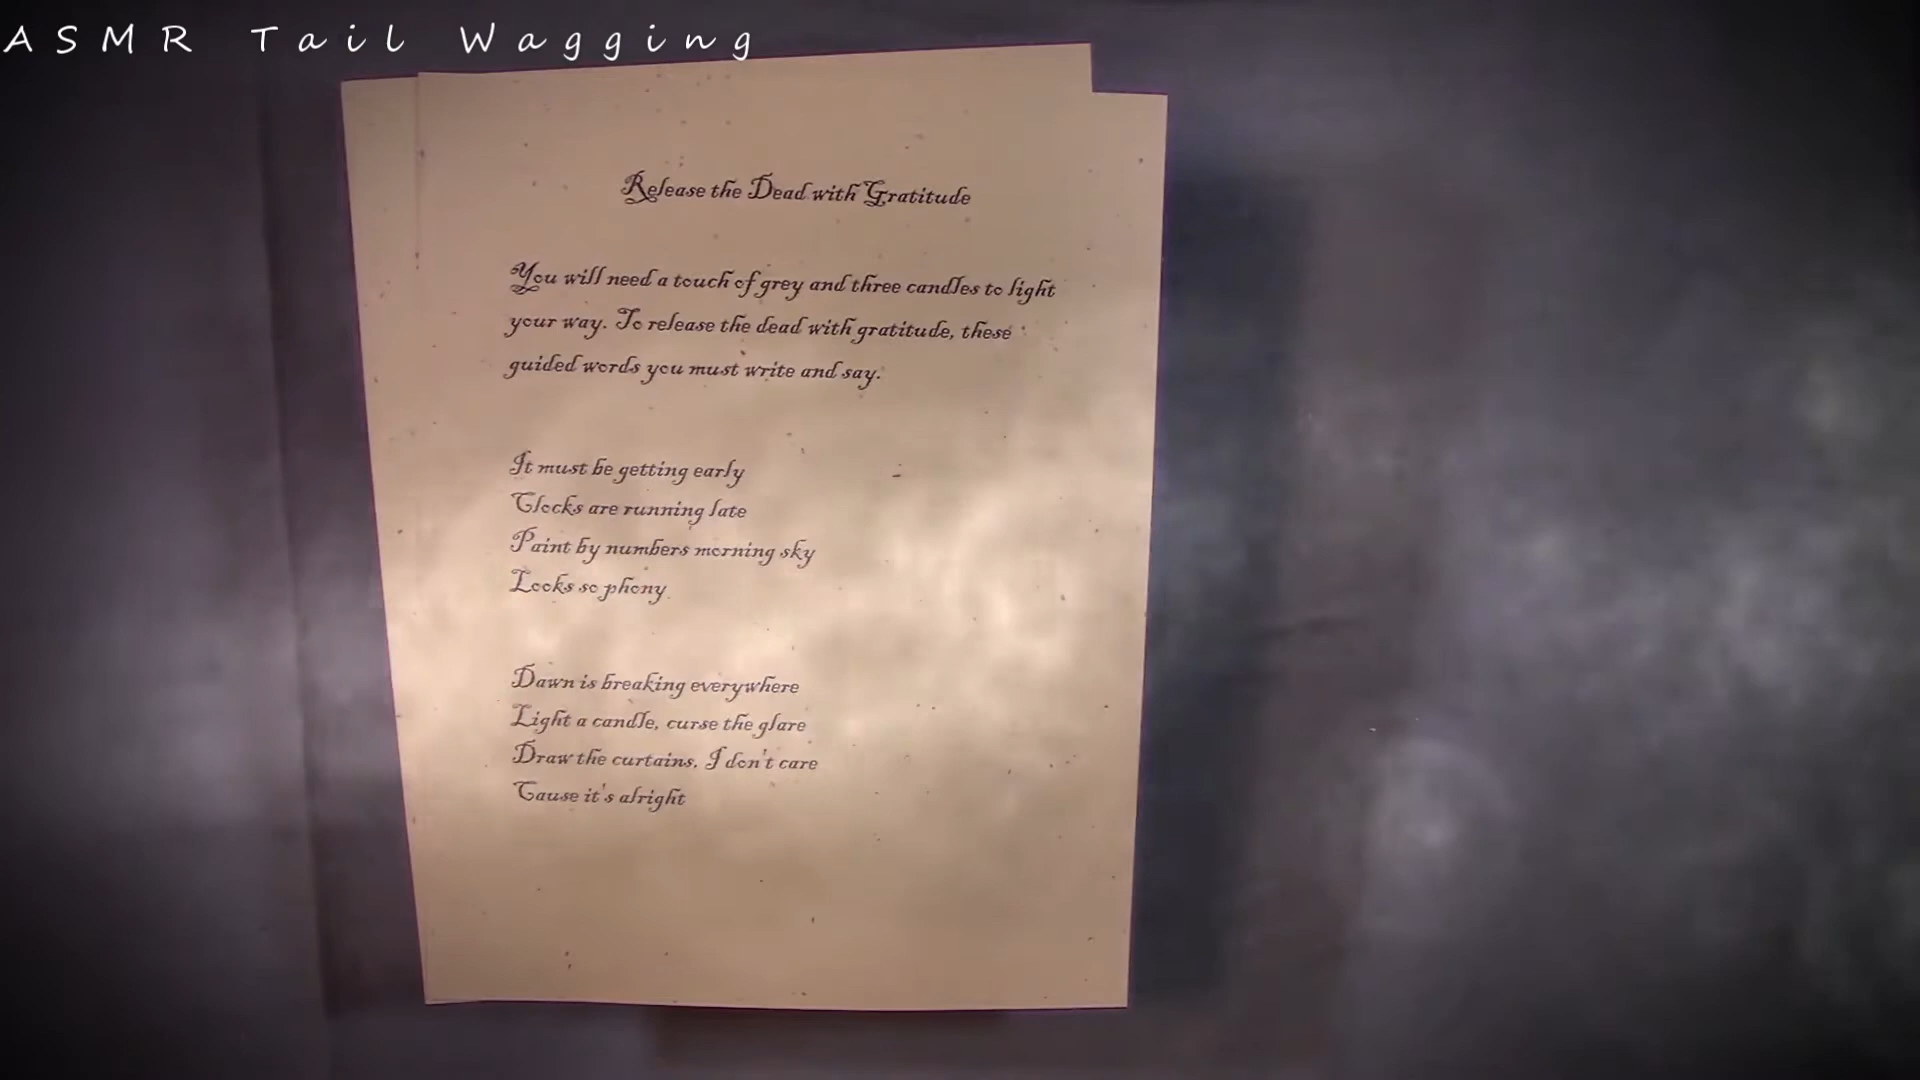 ASMR Tail Wagging
Release the Dead with Gratitude
You will need a touch of grey and three candles to light
your way. To release the dead with gratitude, these
guided words you must write and say.
It must be getting early
Clocks are running late
Paint by numbers morning sky
Looks so phony
Dawn is breaking everywhere
Light a candle, curse the glare
Draw the curtains, I don't care
'Cause it's alright